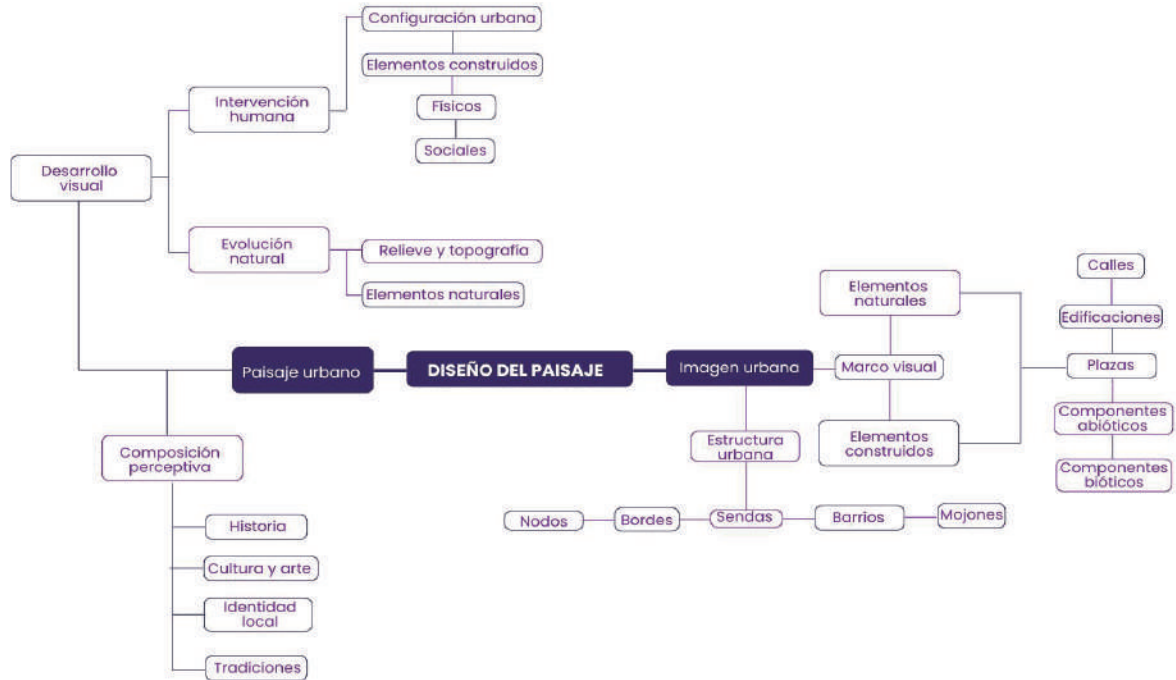 Configuración urbana
Elementos construidos
Físicos
Sociales
Intervención
humana
Desarrollo
visual
Evolución
natural
Relieve y topografía
Elementos naturales
Paisaje urbano
DISEÑO DEL PAISAJE
Imagen urbana
Composición
perceptiva
Historia
Cultura y arte
Identidad
local
Tradiciones
Estructura
urbana
Nodos
Bordes
Sendas
Barrios
Mojones
Elementos
naturales
Marco visual
Elementos
construidos
Calles
Edificaciones
Plazas
Componentes
abióticos
Componentes
bióticos